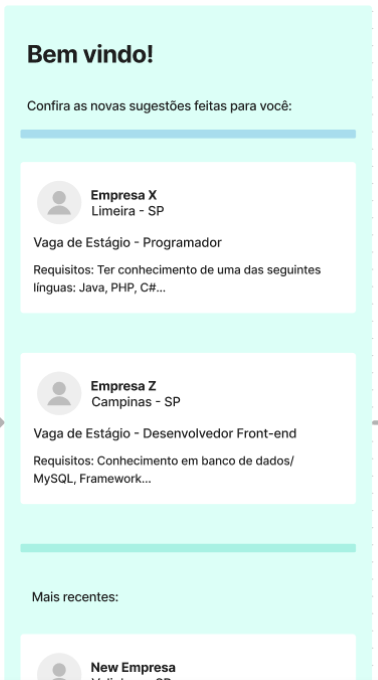 Bem vindo!
Confira as novas sugestões feitas para você:
Empresa X
Limeira - SP
Vaga de Estágio - Programador
Requisitos: Ter conhecimento de uma das seguintes
línguas: Java, PHP, C#...
Empresa Z
Campinas - SP
Vaga de Estágio - Desenvolvedor Front-end
Requisitos: Conhecimento em banco de dados/
MySQL, Framework...
Mais recentes:
New Empresa